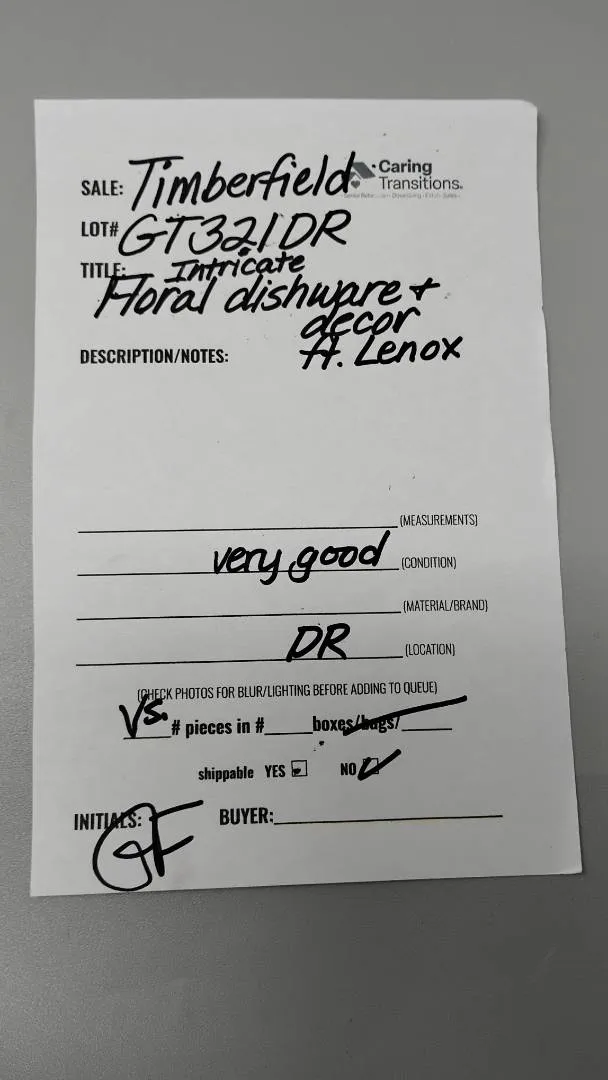 SALE: Timberfield
Caring
Transitions.
LOT# GT321DR
TITLE: Intricate
Floral dishware +
decor
DESCRIPTION/NOTES: ft. Lenox
(MEASUREMENTS)
very good (CONDITION)
(MATERIAL/BRAND)
DR (LOCATION)
(CHECK PHOTOS FOR BLUR/LIGHTING BEFORE ADDING TO QUEUE)
VS. # pieces in # boxes/bags/
shippable YES NO
INITIALS: GF BUYER: